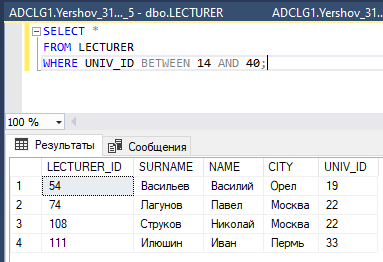 ADCLG1.Yershov_31..._5 - dbo.LECTURER ADCLG1.Yershov_31...
SELECT *
FROM LECTURER
WHERE UNIV_ID BETWEEN 14 AND 40;
100 %
Результаты Сообщения
LECTURER_ID SURNAME NAME CITY UNIV_ID
1 54 Васильев Василий Орел 19
2 74 Лагунов Павел Москва 22
3 108 Струков Николай Москва 22
4 111 Илюшин Иван Пермь 33